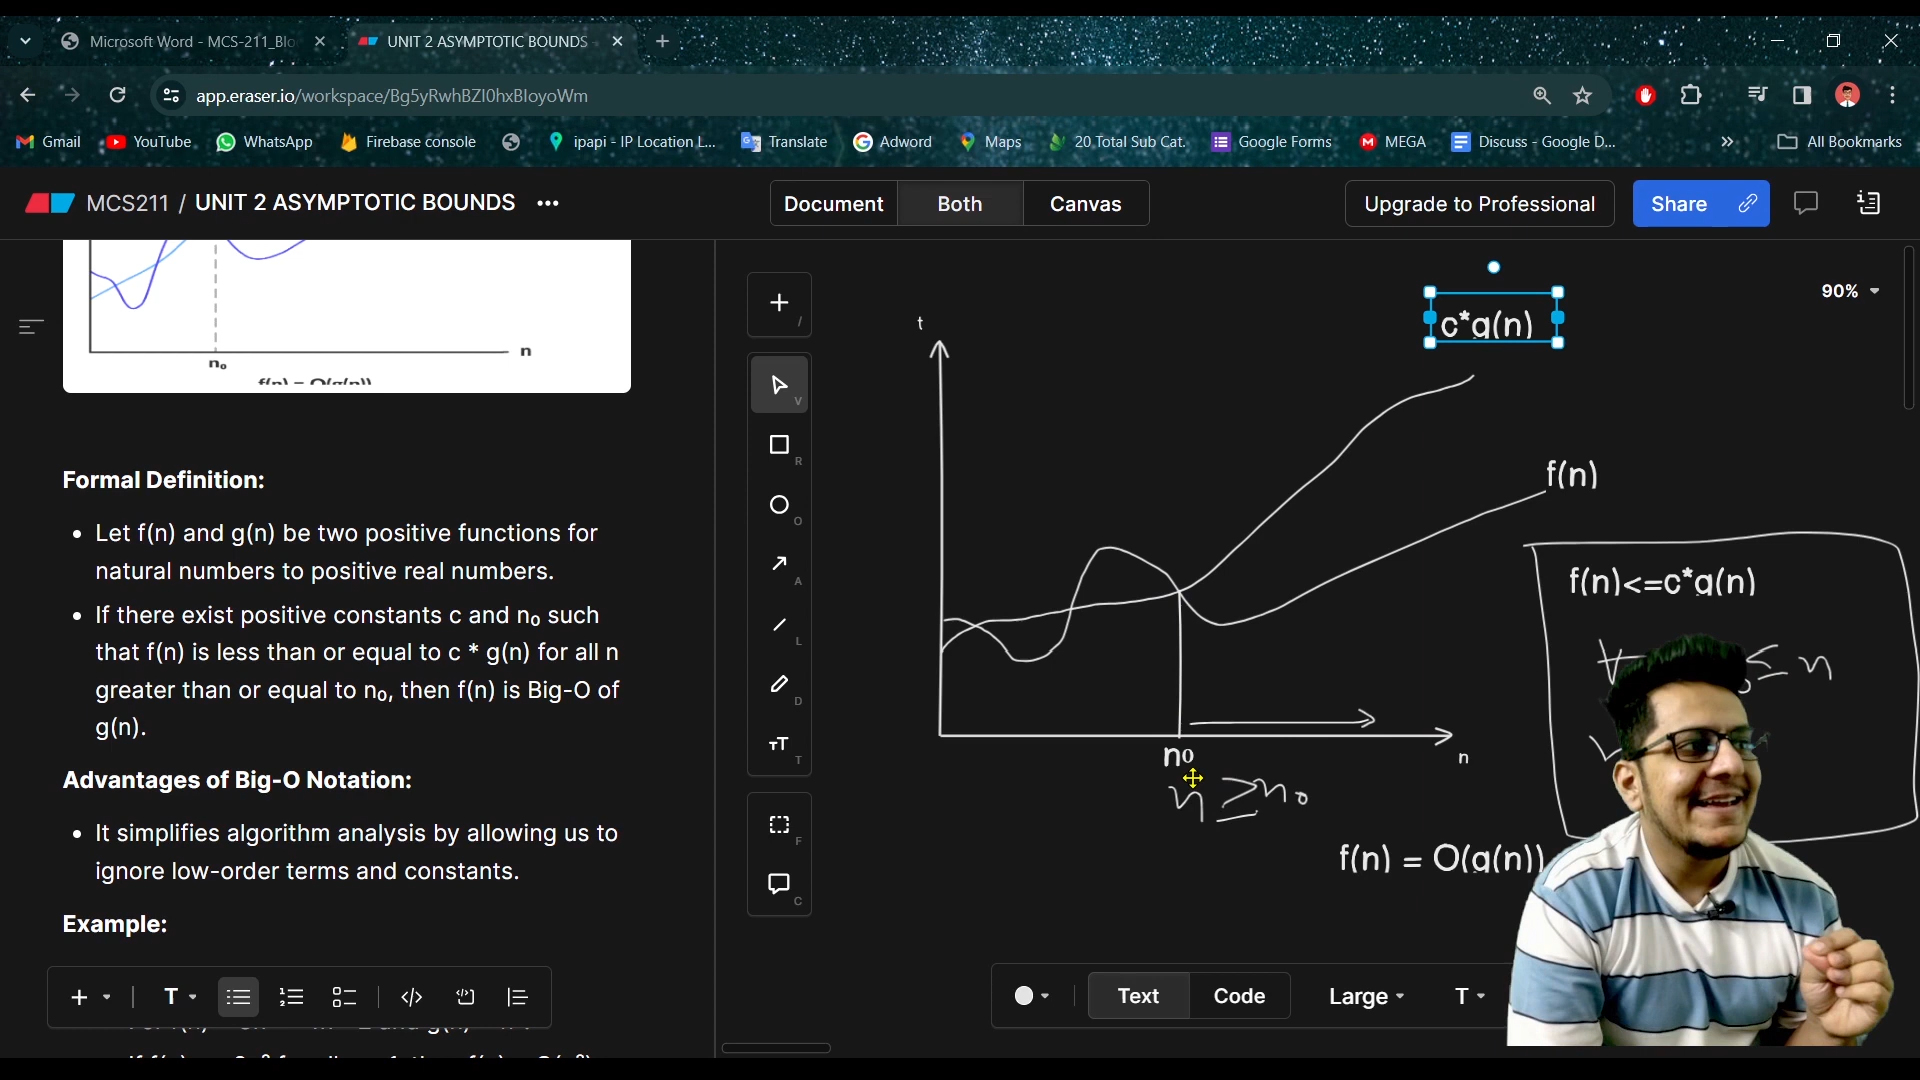 Microsoft Word - MCS-211_Blo
UNIT 2 ASYMPTOTIC BOUNDS
app.eraser.io/workspace/Bg5yRwhBZI0hxBIoyoWm
Gmail YouTube WhatsApp Firebase console ipapi - IP Location L... Translate Adword Maps 20 Total Sub Cat. Google Forms MEGA Discuss - Google D... » All Bookmarks
MCS211 / UNIT 2 ASYMPTOTIC BOUNDS ...
Document Both Canvas
Upgrade to Professional Share
n
n₀
f(n) = O(g(n))
Formal Definition:
• Let f(n) and g(n) be two positive functions for
natural numbers to positive real numbers.
• If there exist positive constants c and n₀ such
that f(n) is less than or equal to c * g(n) for all n
greater than or equal to n₀, then f(n) is Big-O of
g(n).
Advantages of Big-O Notation:
• It simplifies algorithm analysis by allowing us to
ignore low-order terms and constants.
Example:
T
/
V
R
O
A
L
D
T
F
C
90%
t
c*g(n)
f(n)
f(n)<=c*g(n)
≤ n
n0
n
n ≥ n₀
f(n) = O(g(n))
Text Code Large T